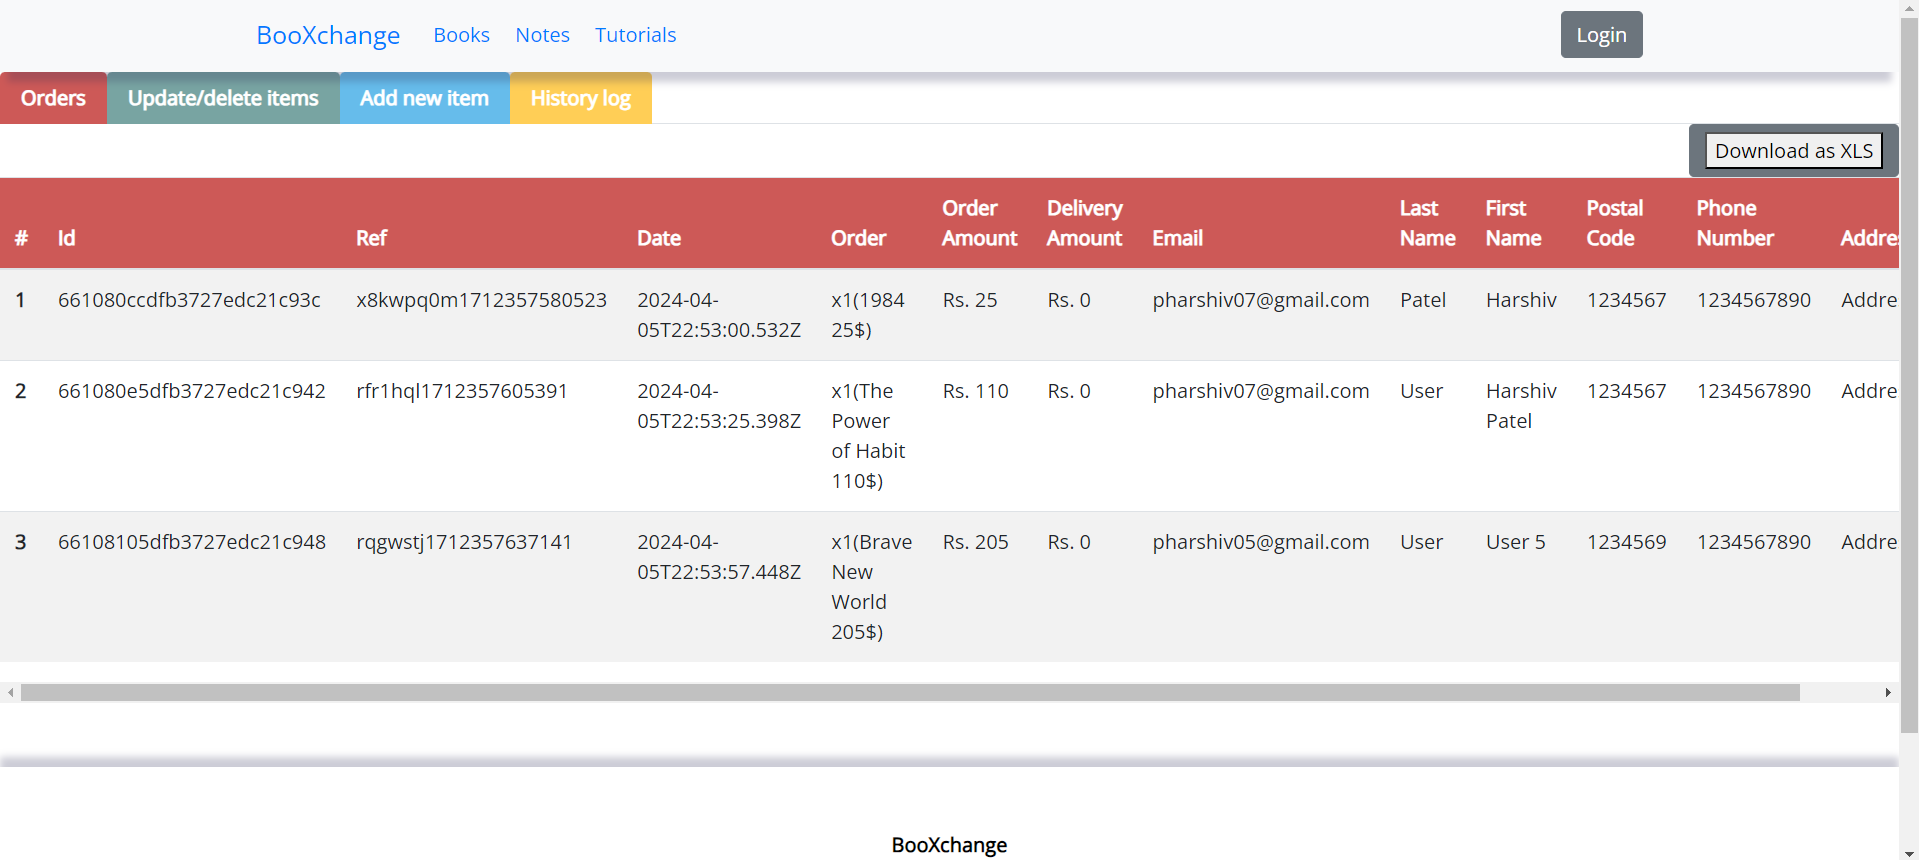 BooXchange Books Notes Tutorials Login
Orders Update/delete items Add new item History log
Download as XLS
# Id Ref Date Order Order Amount Delivery Amount Email Last Name First Name Postal Code Phone Number Addre
1 661080ccdfb3727edc21c93c x8kwpq0m1712357580523 2024-04- x1(1984 Rs. 25 Rs. 0 pharshiv07@gmail.com Patel Harshiv 1234567 1234567890 Addre
05T22:53:00.532Z 25$)
2 661080e5dfb3727edc21c942 rfr1hql1712357605391 2024-04- x1(The Rs. 110 Rs. 0 pharshiv07@gmail.com User Harshiv 1234567 1234567890 Addre
05T22:53:25.398Z Power Patel
of Habit
110$)
3 66108105dfb3727edc21c948 rqgwstj1712357637141 2024-04- x1(Brave Rs. 205 Rs. 0 pharshiv05@gmail.com User User 5 1234569 1234567890 Addre
05T22:53:57.448Z New
World
205$)
BooXchange